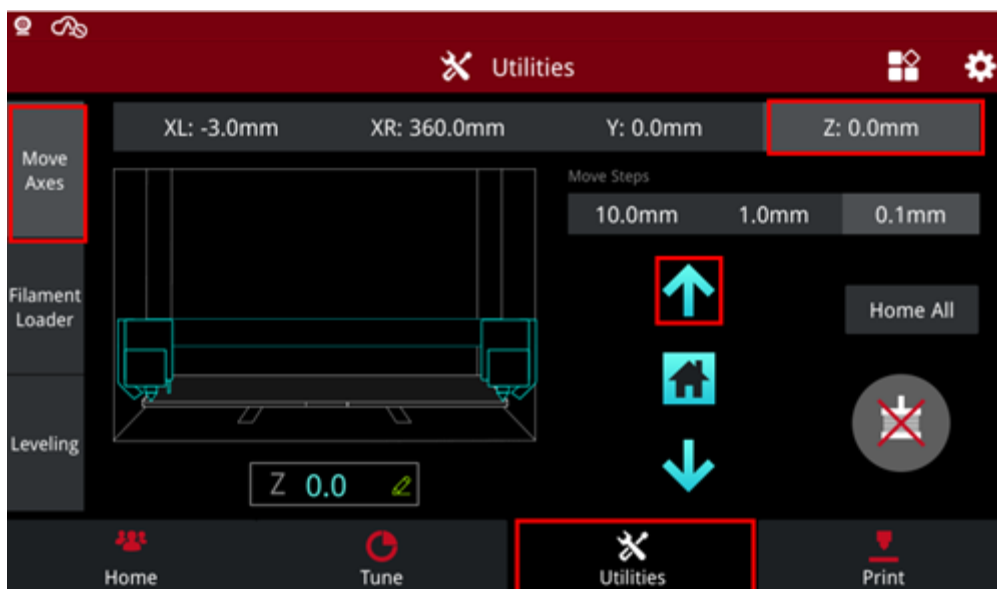 Utilities
XL: -3.0mm
XR: 360.0mm
Y: 0.0mm
Z: 0.0mm
Move
Axes
Move Steps
10.0mm
1.0mm
0.1mm
Filament
Loader
Home All
Leveling
Z 0.0
Home
Tune
Utilities
Print